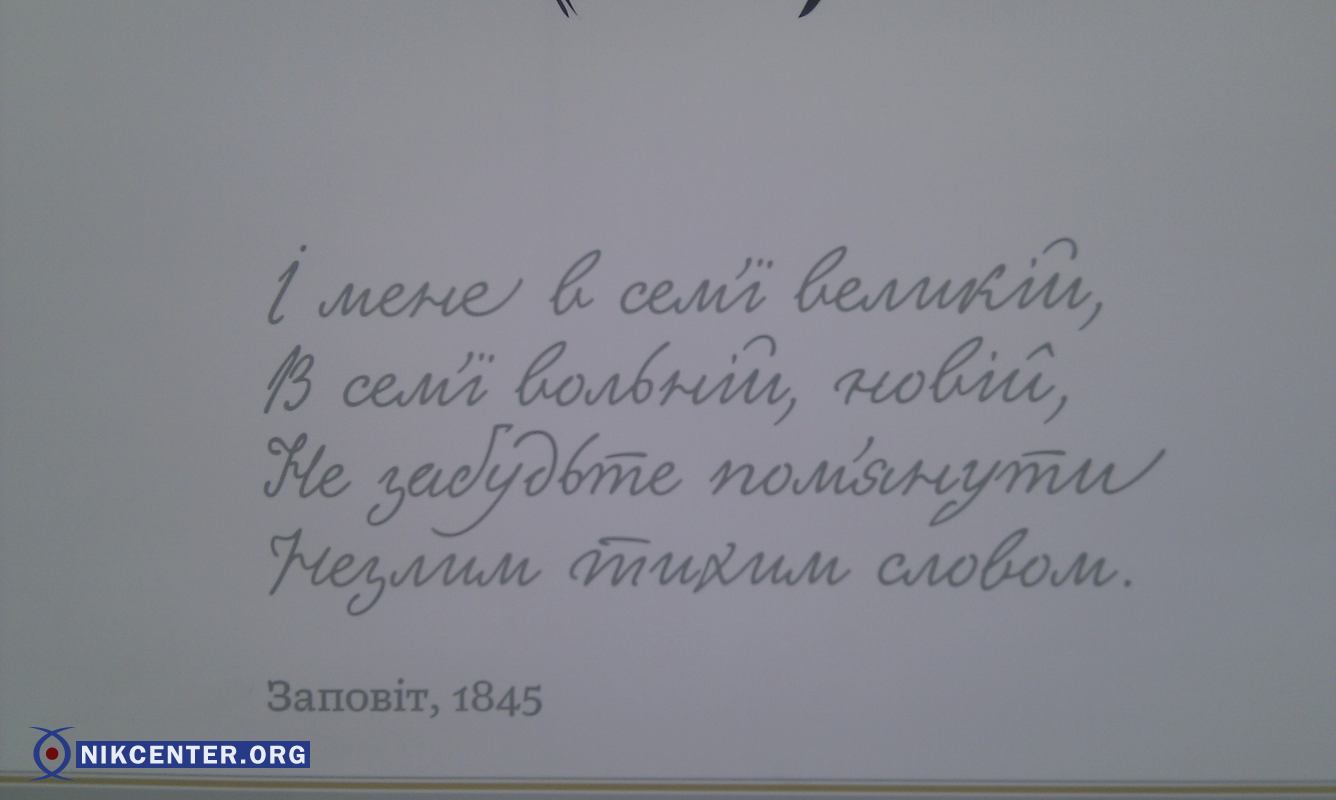 І мене в сем'ї великій,
В сем'ї вольній, новій,
Не забудьте пом'янути
Незлим тихим словом.
Заповіт, 1845
NIKCENTER.ORG